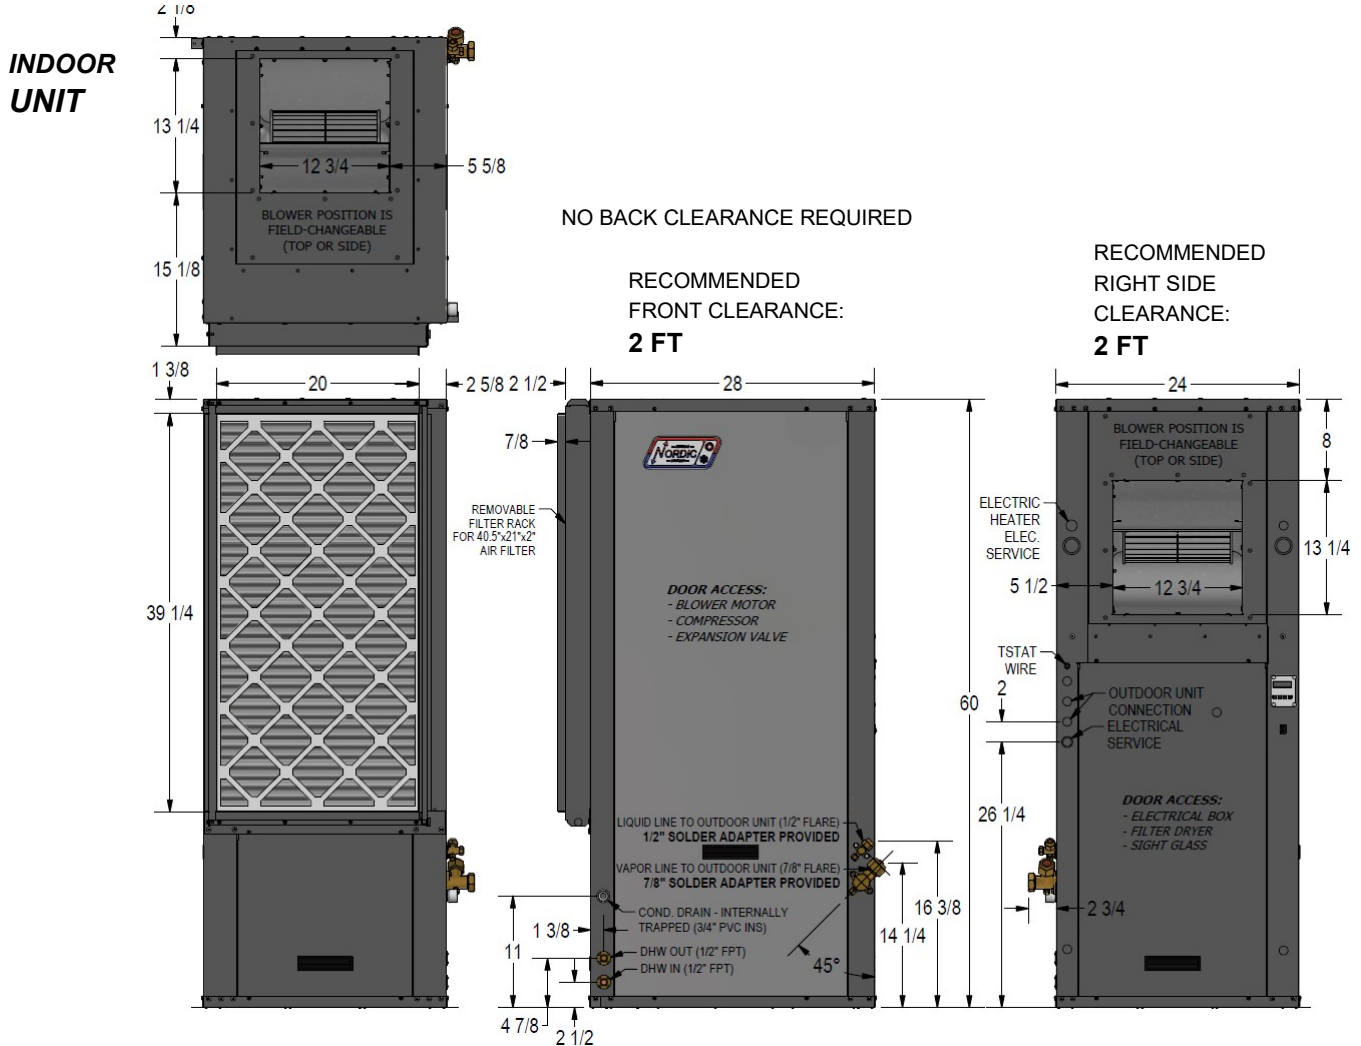 2 1/8
INDOOR
UNIT
13 1/4
12 3/4
5 5/8
BLOWER POSITION IS
FIELD-CHANGEABLE
(TOP OR SIDE)
15 1/8
NO BACK CLEARANCE REQUIRED
RECOMMENDED
FRONT CLEARANCE:
2 FT
RECOMMENDED
RIGHT SIDE
CLEARANCE:
2 FT
1 3/8
20
2 5/8
39 1/4
2 1/2
28
7/8
NORDIC
REMOVABLE
FILTER RACK
FOR 40.5"x21"x2"
AIR FILTER
DOOR ACCESS:
- BLOWER MOTOR
- COMPRESSOR
- EXPANSION VALVE
60
LIQUID LINE TO OUTDOOR UNIT (1/2" FLARE)
1/2" SOLDER ADAPTER PROVIDED
VAPOR LINE TO OUTDOOR UNIT (7/8" FLARE)
7/8" SOLDER ADAPTER PROVIDED
COND. DRAIN - INTERNALLY
TRAPPED (3/4" PVC INS)
1 3/8
11
DHW OUT (1/2" FPT)
DHW IN (1/2" FPT)
45°
16 3/8
14 1/4
4 7/8
2 1/2
24
BLOWER POSITION IS
FIELD-CHANGEABLE
(TOP OR SIDE)
8
ELECTRIC
HEATER
ELEC.
SERVICE
13 1/4
5 1/2
12 3/4
TSTAT
WIRE
2
OUTDOOR UNIT
CONNECTION
ELECTRICAL
SERVICE
26 1/4
DOOR ACCESS:
- ELECTRICAL BOX
- FILTER DRYER
- SIGHT GLASS
2 3/4